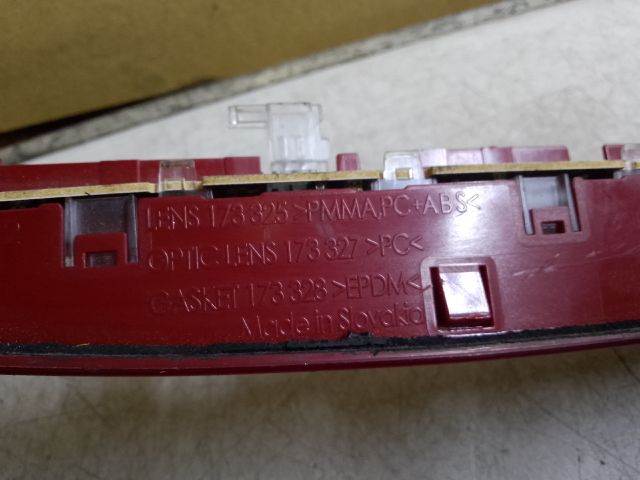 LENS 173 325 >PMMA,PC+ABS<
OPTIC LENS 173 327 >PC<
GASKET 173 328 >EPDM<
Made in Slovakia